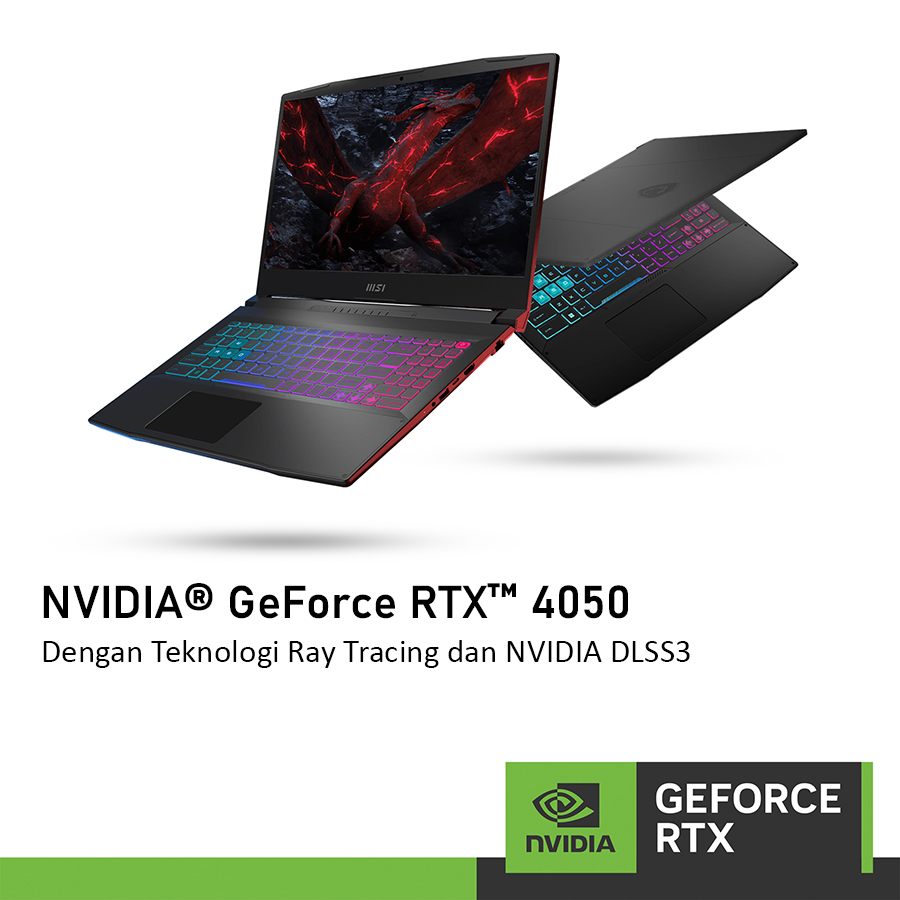 msi
NVIDIA® GeForce RTX™ 4050
Dengan Teknologi Ray Tracing dan NVIDIA DLSS3
NVIDIA
GEFORCE
RTX